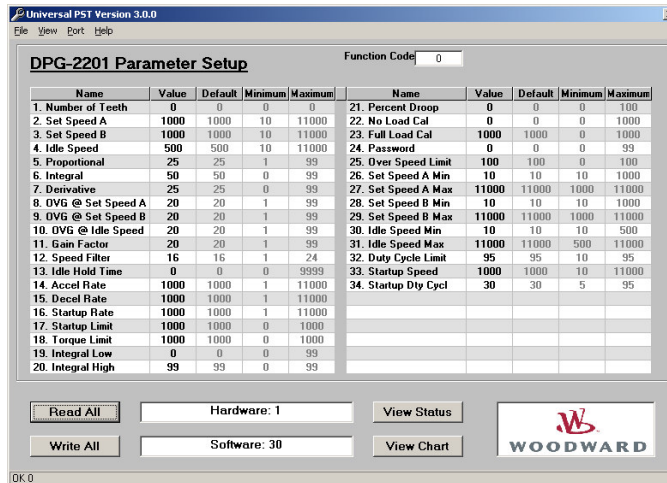 Universal PST Version 3.0.0
File View Port Help
DPG-2201 Parameter Setup
Function Code 0
Name Value Default Minimum Maximum
1. Number of Teeth 0 0 0 0
2. Set Speed A 1000 1000 10 11000
3. Set Speed B 1000 1000 10 11000
4. Idle Speed 500 500 10 11000
5. Proportional 25 25 1 99
6. Integral 50 50 0 99
7. Derivative 25 25 0 99
8. OVG @ Set Speed A 20 20 1 99
9. OVG @ Set Speed B 20 20 1 99
10. OVG @ Idle Speed 20 20 1 99
11. Gain Factor 20 20 1 99
12. Speed Filter 16 16 1 24
13. Idle Hold Time 0 0 0 9999
14. Accel Rate 1000 1000 1 11000
15. Decel Rate 1000 1000 1 11000
16. Startup Rate 1000 1000 1 11000
17. Startup Limit 1000 1000 0 1000
18. Torque Limit 1000 1000 0 1000
19. Integral Low 0 0 0 99
20. Integral High 99 99 0 99
Name Value Default Minimum Maximum
21. Percent Droop 0 0 0 100
22. No Load Cal 0 0 0 1000
23. Full Load Cal 1000 1000 0 1000
24. Password 0 0 0 99
25. Over Speed Limit 100 100 0 100
26. Set Speed A Min 10 10 10 1000
27. Set Speed A Max 11000 11000 1000 11000
28. Set Speed B Min 10 10 10 1000
29. Set Speed B Max 11000 11000 1000 11000
30. Idle Speed Min 10 10 10 500
31. Idle Speed Max 11000 11000 500 11000
32. Duty Cycle Limit 95 95 10 95
33. Startup Speed 1000 1000 10 11000
34. Startup Dty Cycl 30 30 5 95
Read All
Hardware: 1
View Status
Write All
Software: 30
View Chart
WOODWARD
OK 0